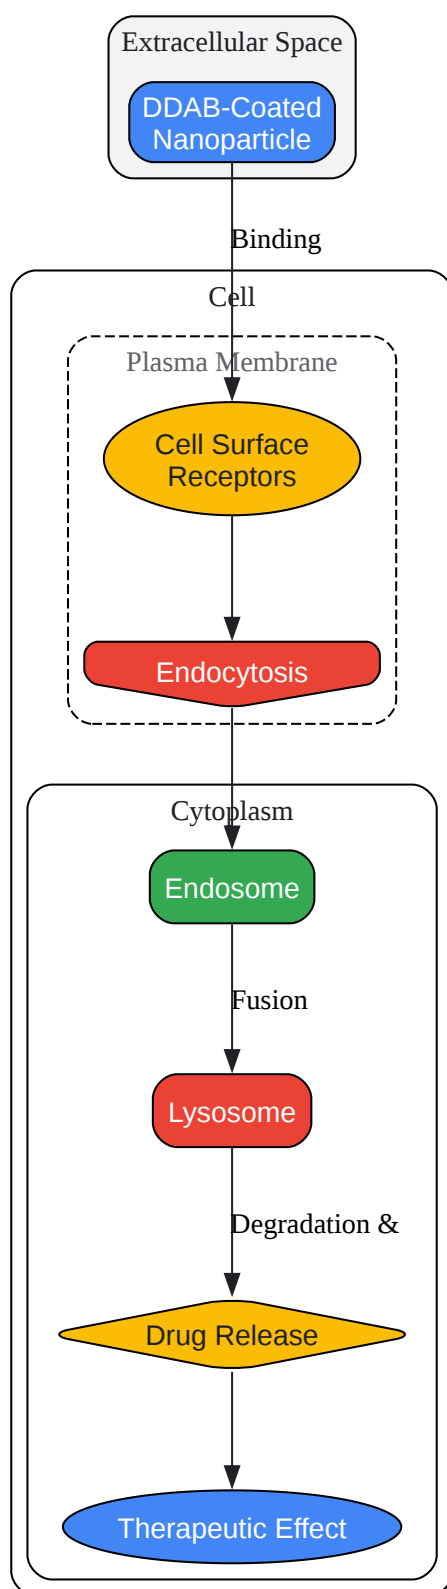 Extracellular Space
DDAB-Coated
Nanoparticle
Binding
Cell
Plasma Membrane
Cell Surface
Receptors
Endocytosis
Cytoplasm
Endosome
Fusion
Lysosome
Degradation &
Drug Release
Therapeutic Effect